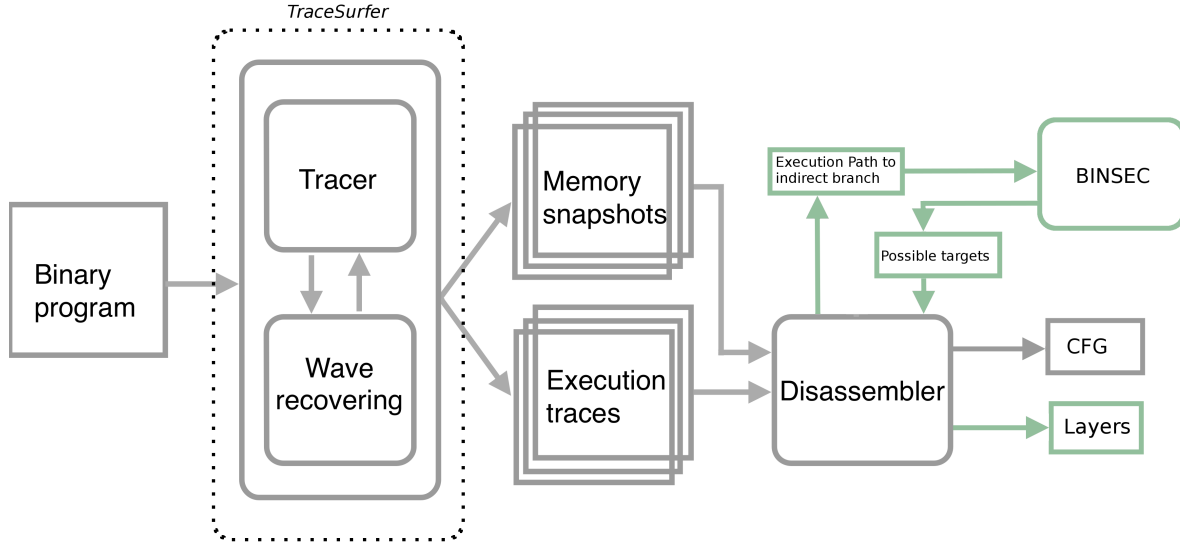 TraceSurfer
Tracer
Wave
recovering
Binary
program
Memory
snapshots
Execution
traces
Execution Path to
indirect branch
BINSEC
Possible targets
Disassembler
CFG
Layers